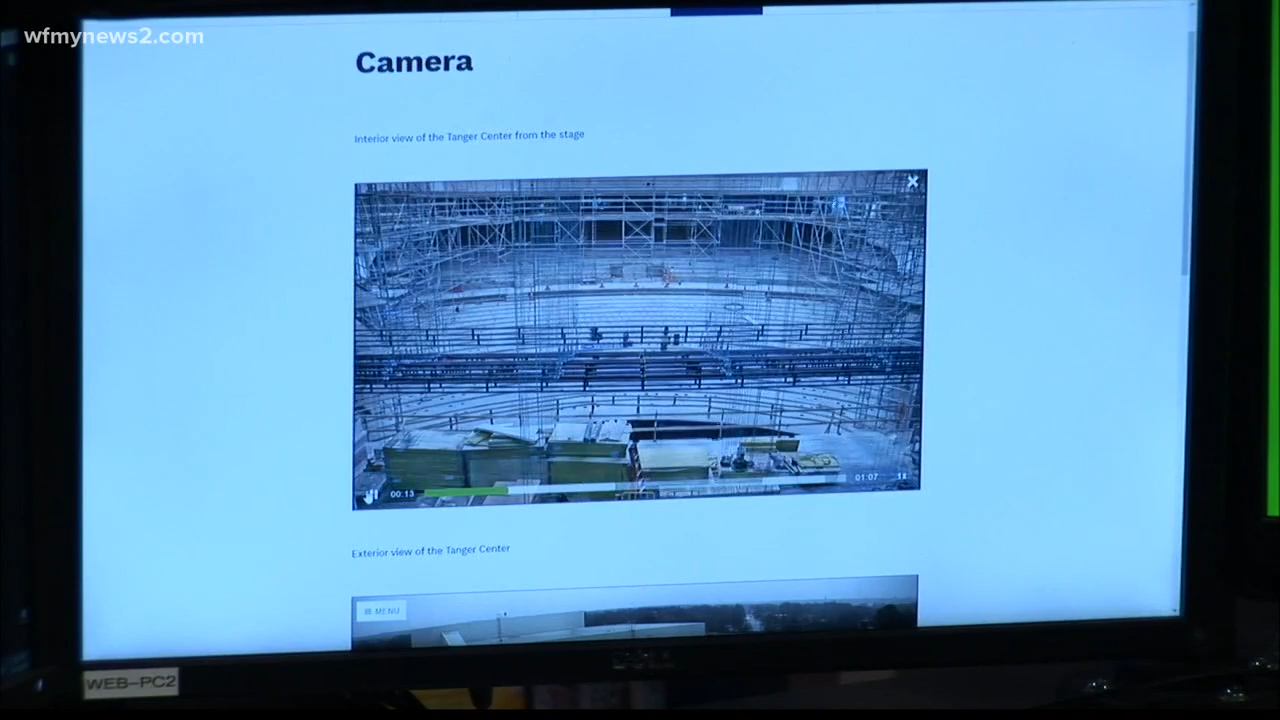 wfmynews2.com
Camera
Interior view of the Tanger Center from the stage
00:13
01:07
Exterior view of the Tanger Center
MENU
DELL
WEB-PC2